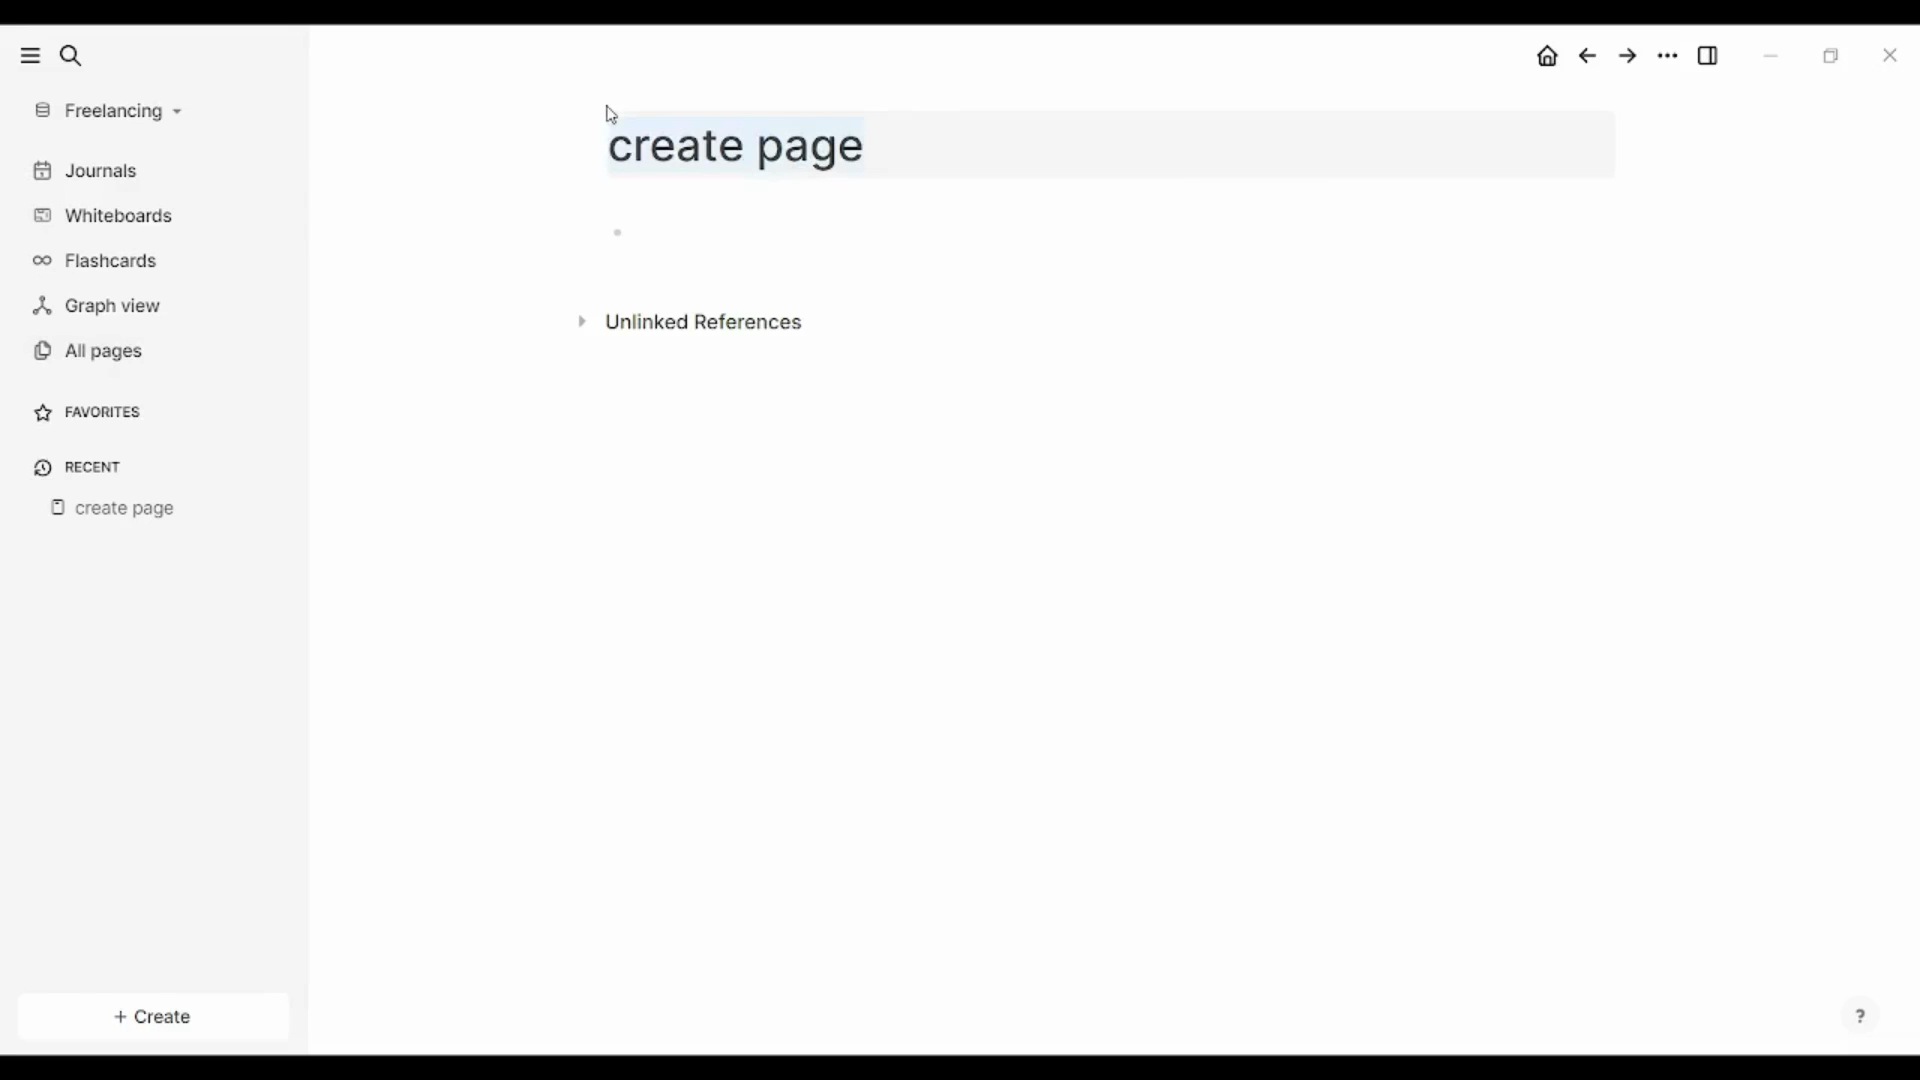 Freelancing
Journals
Whiteboards
Flashcards
Graph view
All pages
FAVORITES
RECENT
create page
+ Create
create page
Unlinked References
?